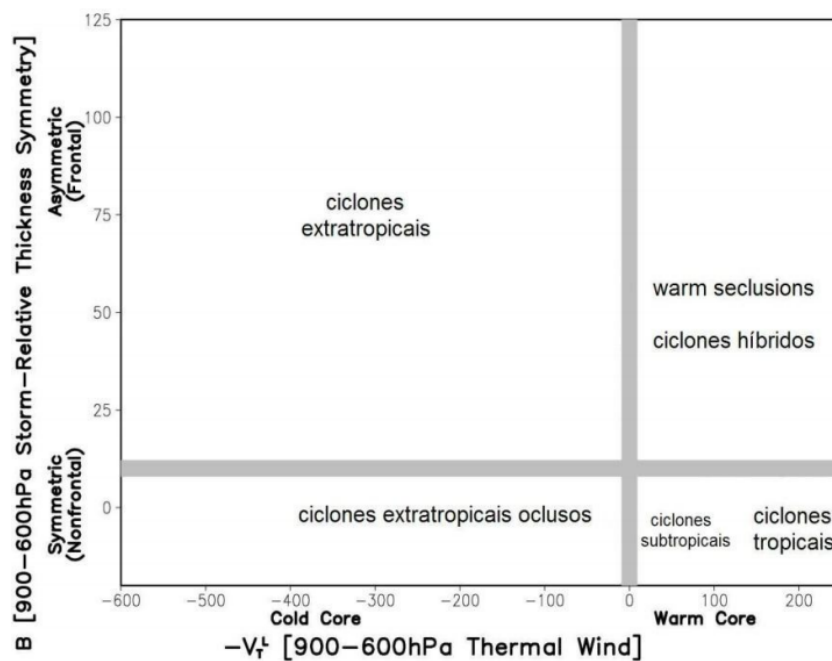 B [900-600hPa Storm-Relative Thickness Symmetry]
Asymmetric
(Frontal)
Symmetric
(Nonfrontal)
125
100
75
50
25
0
ciclones
extratropicais
warm seclusions
ciclones híbridos
ciclones extratropicais oclusos
ciclones
subtropicais
ciclones
tropicais
-600 -500 -400 -300 -200 -100 0 100 200
Cold Core Warm Core
-V_T^L [900-600hPa Thermal Wind]